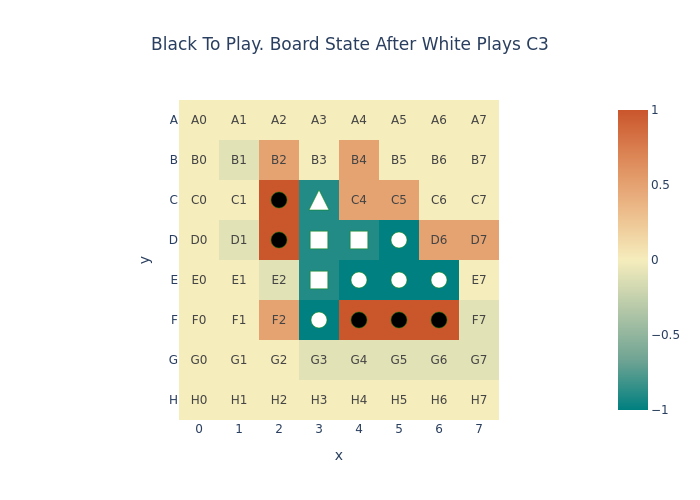 Black To Play. Board State After White Plays C3
A A0 A1 A2 A3 A4 A5 A6 A7
B B0 B1 B2 B3 B4 B5 B6 B7
C C0 C1 C4 C5 C6 C7
D D0 D1 D6 D7
E E0 E1 E2 E7
F F0 F1 F2 F7
G G0 G1 G2 G3 G4 G5 G6 G7
H H0 H1 H2 H3 H4 H5 H6 H7
0 1 2 3 4 5 6 7
x
y
1
0.5
0
−0.5
−1